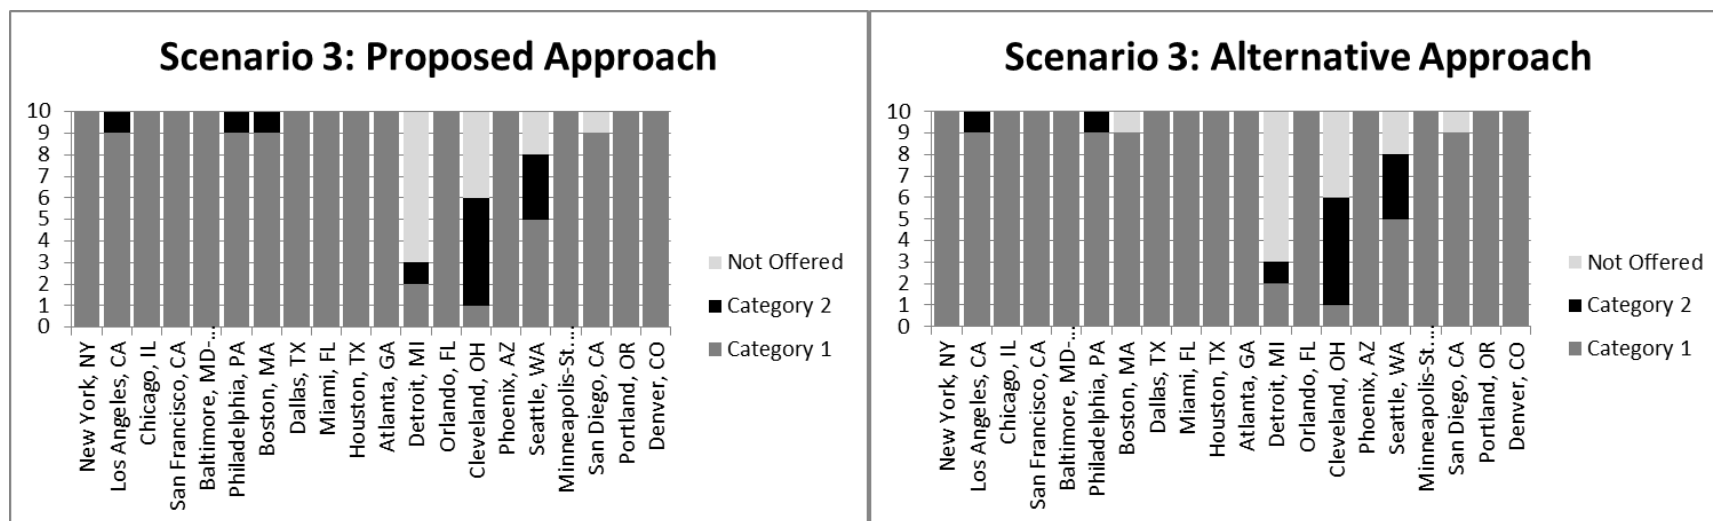 Scenario 3: Proposed Approach
10
9
8
7
6
5
4
3
2
1
0
New York, NY
Los Angeles, CA
Chicago, IL
San Francisco, CA
Baltimore, MD-...
Philadelphia, PA
Boston, MA
Dallas, TX
Miami, FL
Houston, TX
Atlanta, GA
Detroit, MI
Orlando, FL
Cleveland, OH
Phoenix, AZ
Seattle, WA
Minneapolis-St....
San Diego, CA
Portland, OR
Denver, CO
Not Offered
Category 2
Category 1
Scenario 3: Alternative Approach
10
9
8
7
6
5
4
3
2
1
0
New York, NY
Los Angeles, CA
Chicago, IL
San Francisco, CA
Baltimore, MD-...
Philadelphia, PA
Boston, MA
Dallas, TX
Miami, FL
Houston, TX
Atlanta, GA
Detroit, MI
Orlando, FL
Cleveland, OH
Phoenix, AZ
Seattle, WA
Minneapolis-St....
San Diego, CA
Portland, OR
Denver, CO
Not Offered
Category 2
Category 1